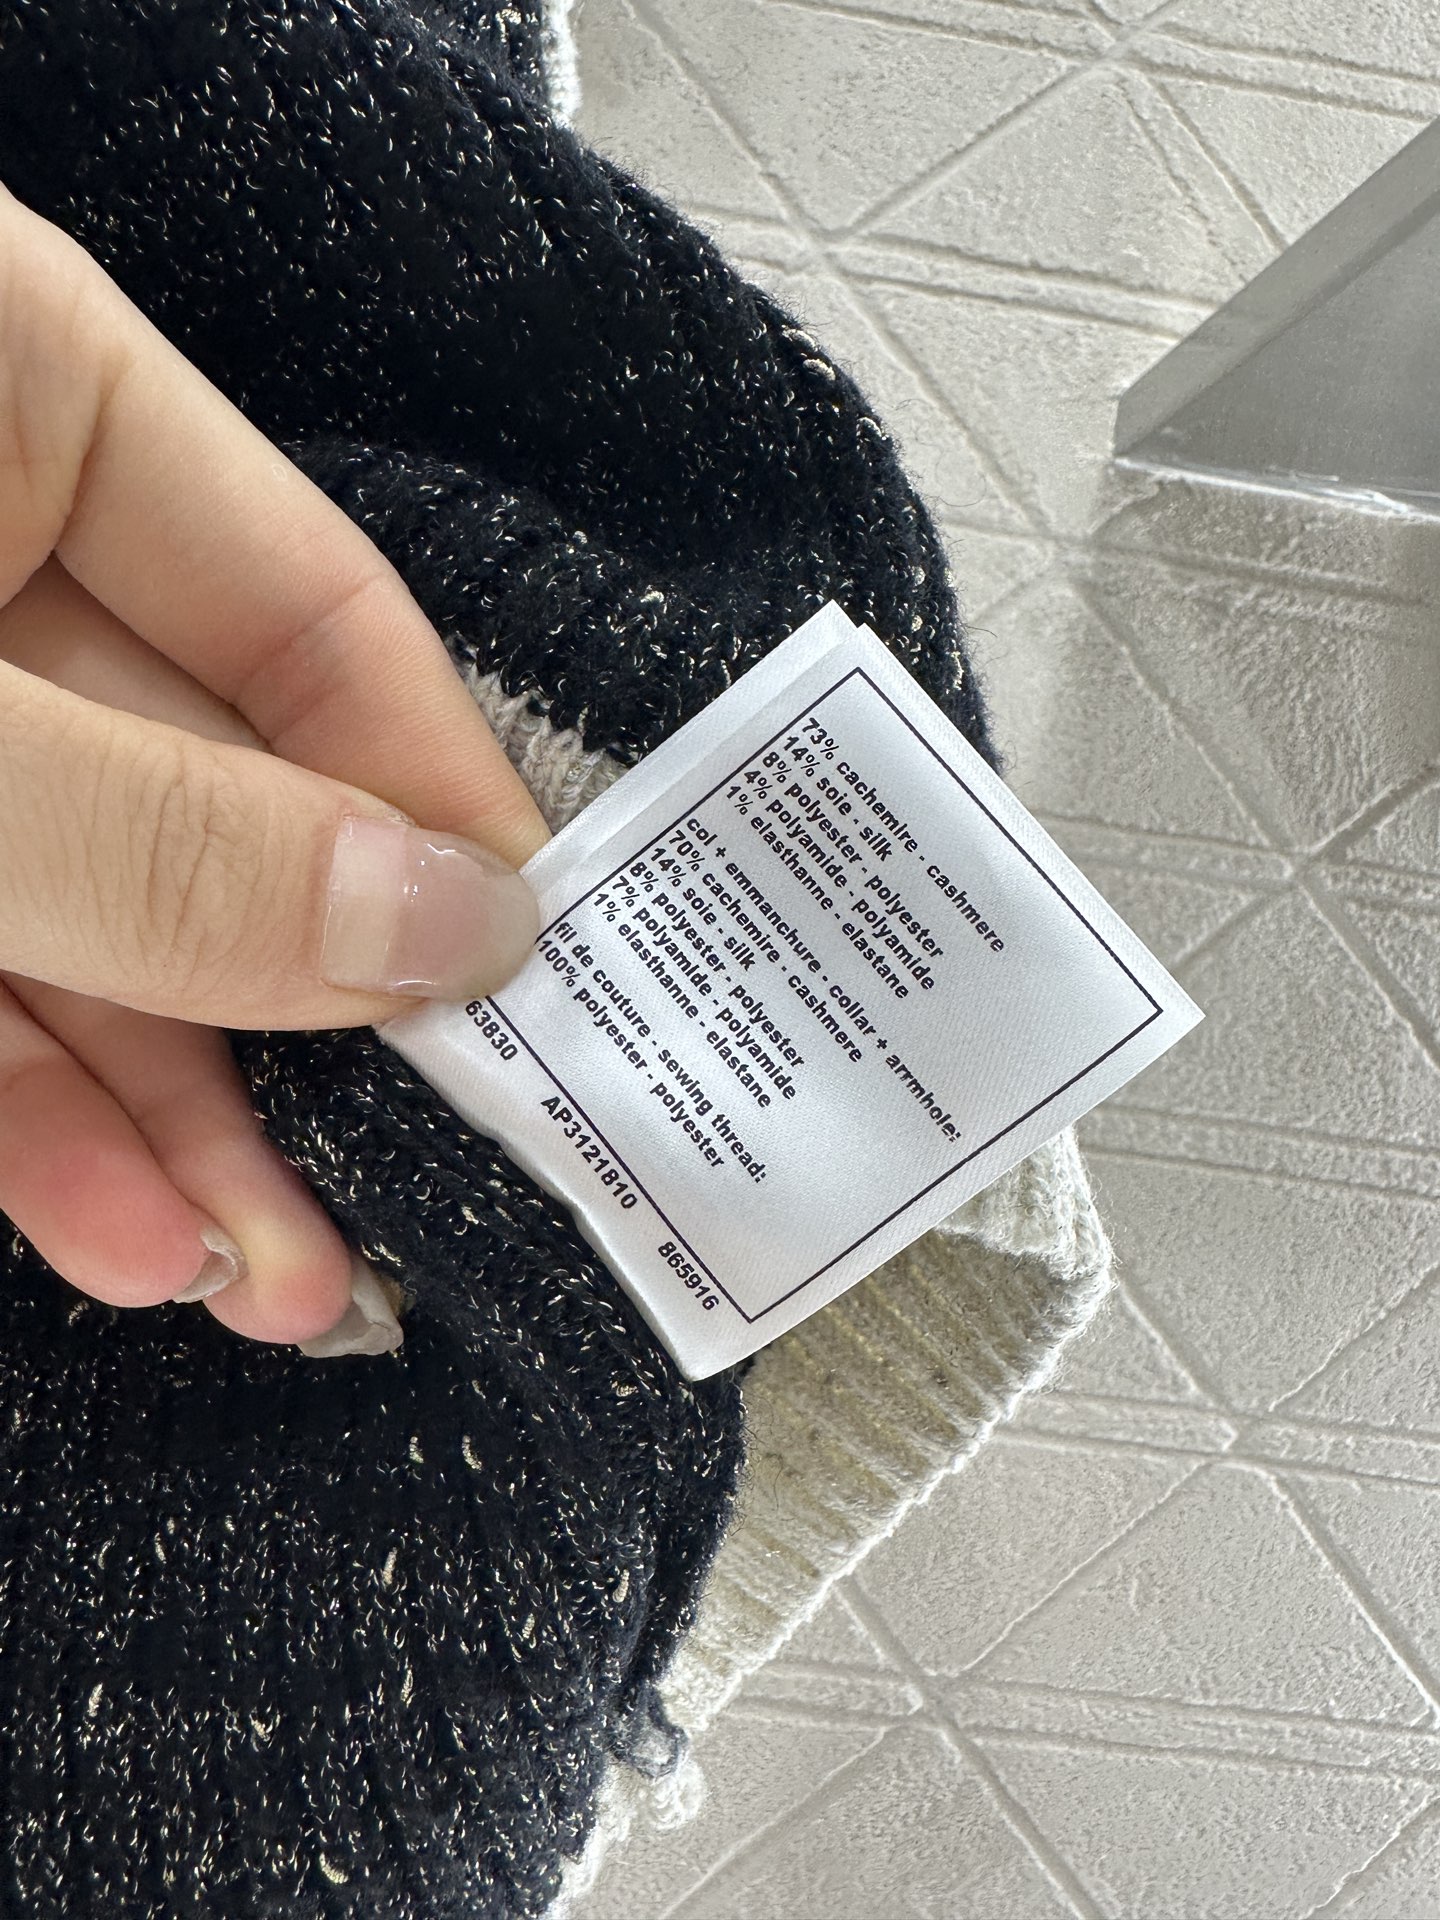 73% cachemire - cashmere
14% soie - silk
8% polyester - polyester
4% polyamide - polyamide
1% elasthanne - elastane
col + emmanchure - collar + armhole:
70% cachemire - cashmere
14% soie - silk
8% polyester - polyester
7% polyamide - polyamide
1% elasthanne - elastane
fil de couture - sewing thread:
100% polyester - polyester
63830 AP3121810 865916